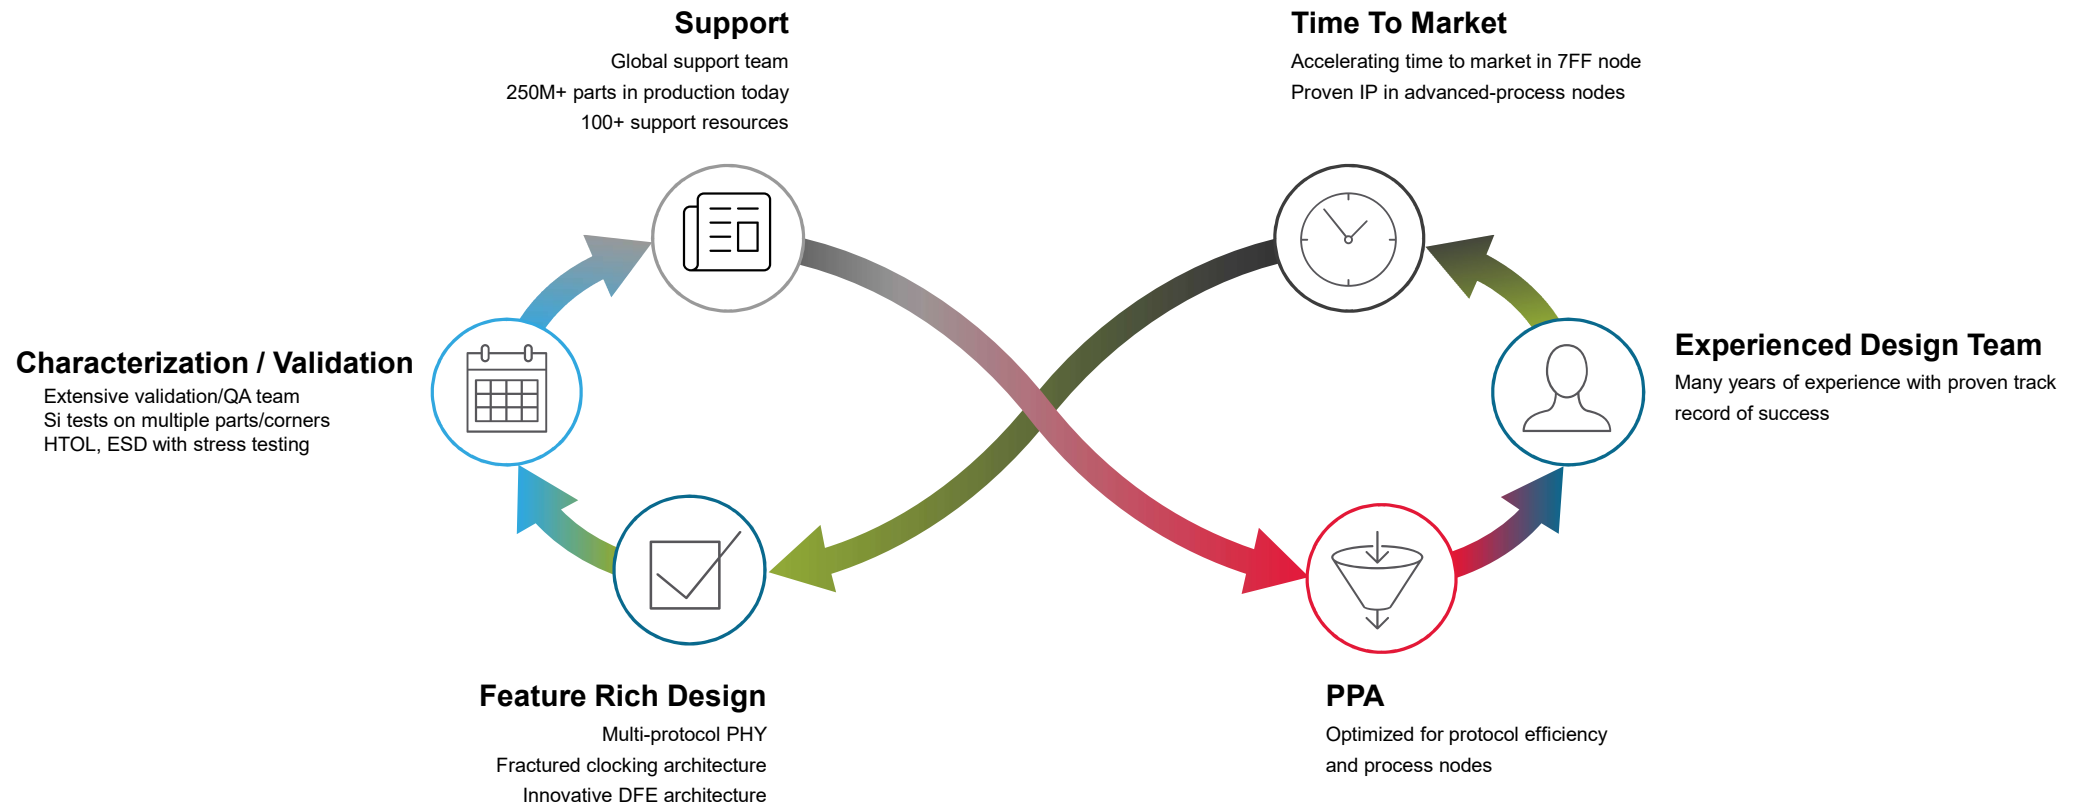 Support
Global support team
250M+ parts in production today
100+ support resources
Time To Market
Accelerating time to market in 7FF node
Proven IP in advanced-process nodes
Characterization / Validation
Extensive validation/QA team
Si tests on multiple parts/corners
HTOL, ESD with stress testing
Experienced Design Team
Many years of experience with proven track
record of success
Feature Rich Design
Multi-protocol PHY
Fractured clocking architecture
Innovative DFE architecture
PPA
Optimized for protocol efficiency
and process nodes